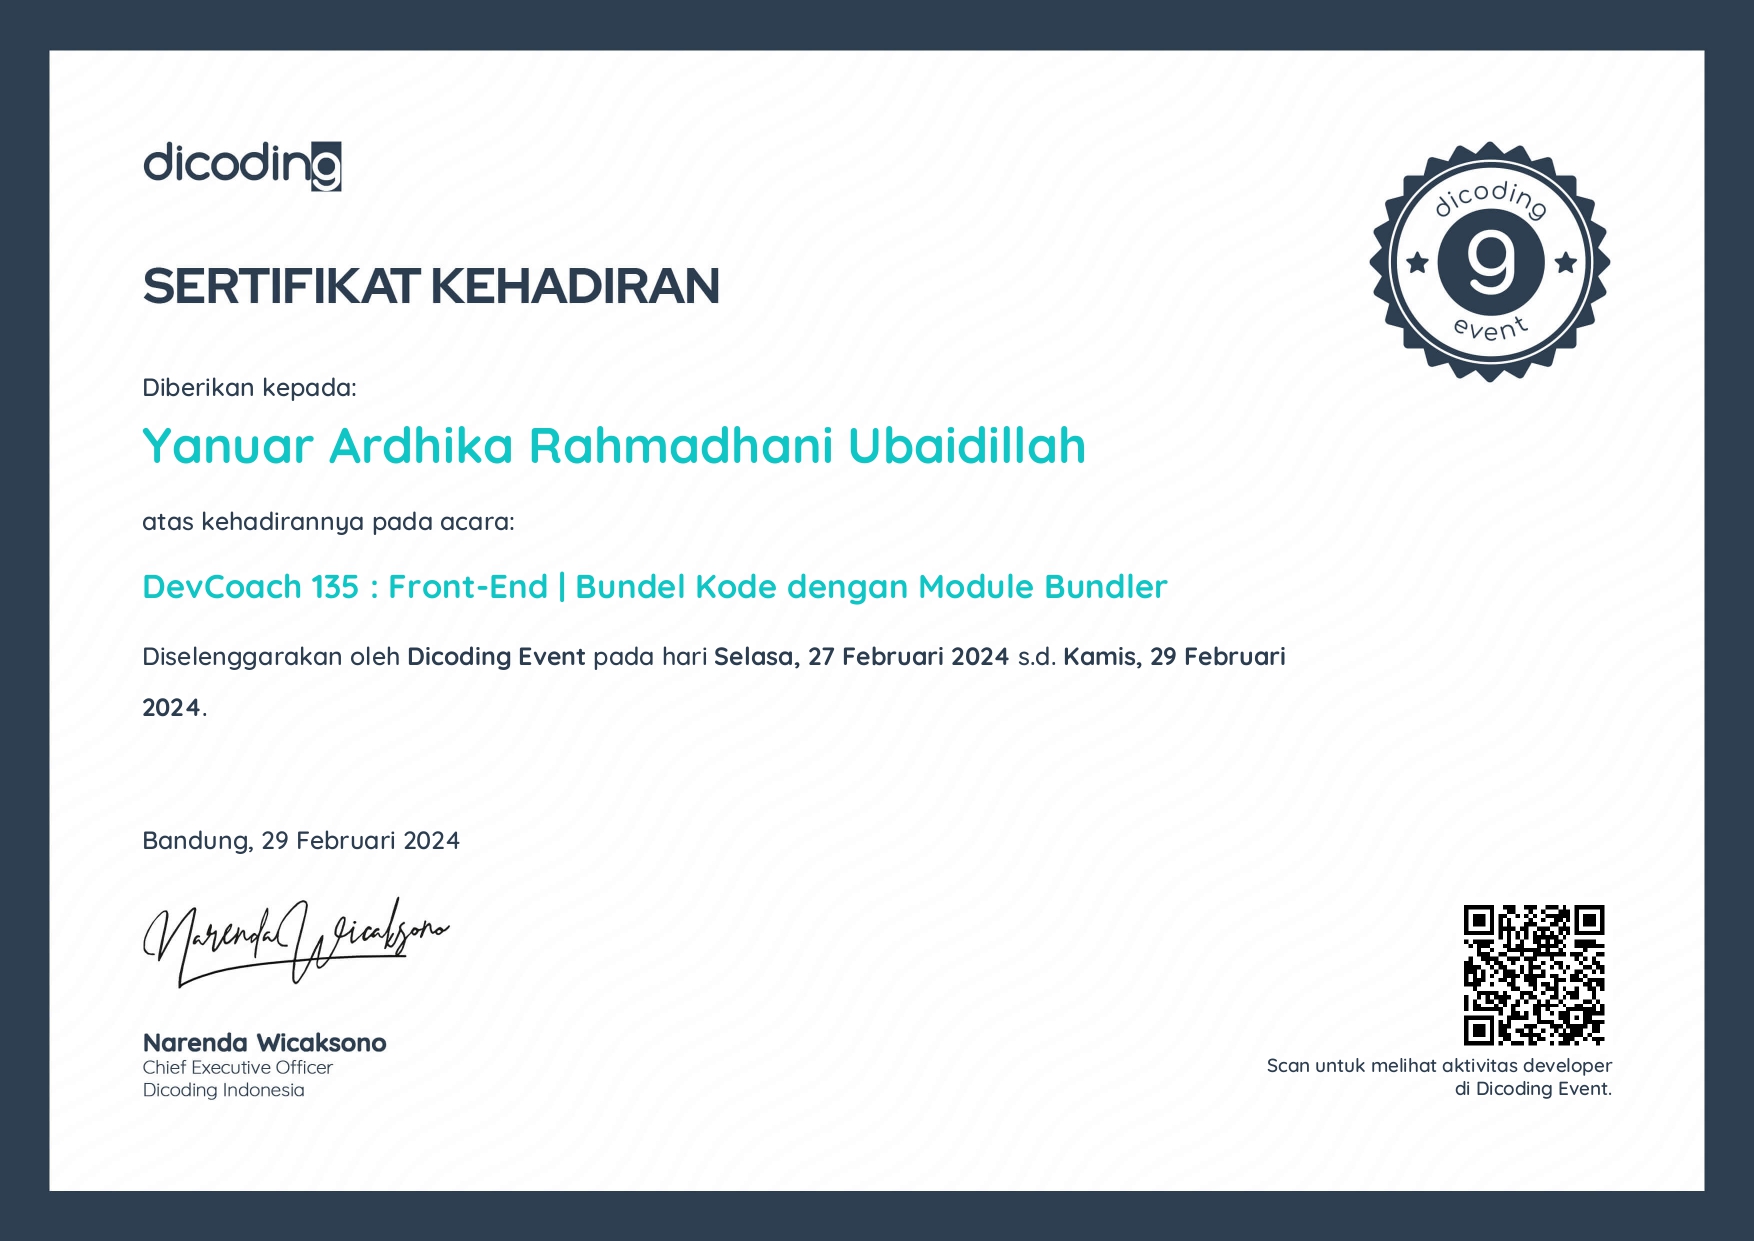 dicoding
dicoding
g
event
SERTIFIKAT KEHADIRAN
Diberikan kepada:
Yanuar Ardhika Rahmadhani Ubaidillah
atas kehadirannya pada acara:
DevCoach 135 : Front-End | Bundel Kode dengan Module Bundler
Diselenggarakan oleh Dicoding Event pada hari Selasa, 27 Februari 2024 s.d. Kamis, 29 Februari
2024.
Bandung, 29 Februari 2024
Narenda Wicaksono
Narenda Wicaksono
Chief Executive Officer
Dicoding Indonesia
Scan untuk melihat aktivitas developer
di Dicoding Event.